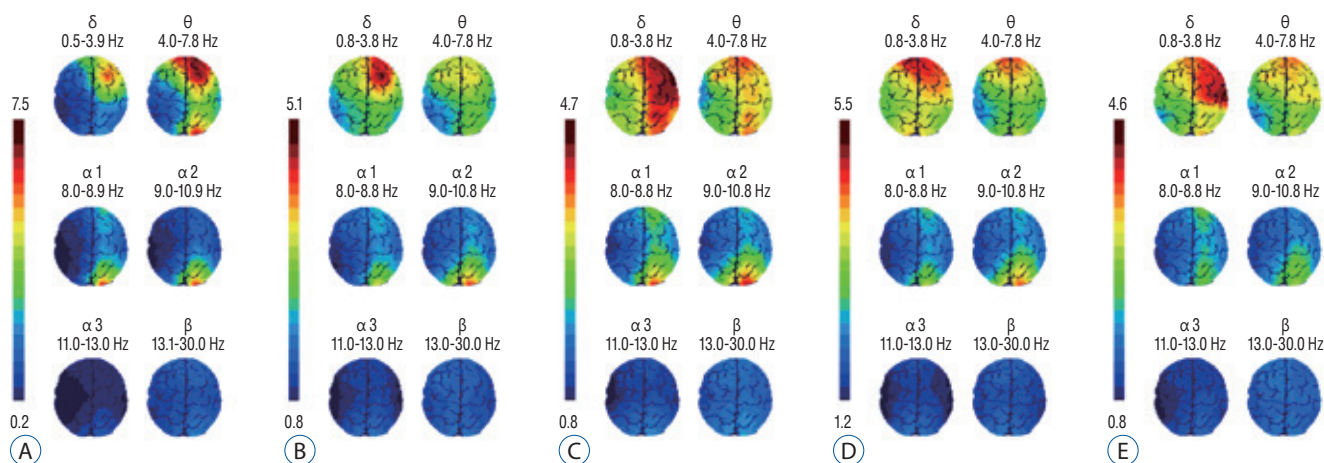 δ
0.5-3.9 Hz
θ
4.0-7.8 Hz
7.5
α 1
8.0-8.9 Hz
α 2
9.0-10.9 Hz
α 3
11.0-13.0 Hz
β
13.1-30.0 Hz
0.2
A
δ
0.8-3.8 Hz
θ
4.0-7.8 Hz
5.1
α 1
8.0-8.8 Hz
α 2
9.0-10.8 Hz
α 3
11.0-13.0 Hz
β
13.0-30.0 Hz
0.8
B
δ
0.8-3.8 Hz
θ
4.0-7.8 Hz
4.7
α 1
8.0-8.8 Hz
α 2
9.0-10.8 Hz
α 3
11.0-13.0 Hz
β
13.0-30.0 Hz
0.8
C
δ
0.8-3.8 Hz
θ
4.0-7.8 Hz
5.5
α 1
8.0-8.8 Hz
α 2
9.0-10.8 Hz
α 3
11.0-13.0 Hz
β
13.0-30.0 Hz
1.2
D
δ
0.8-3.8 Hz
θ
4.0-7.8 Hz
4.6
α 1
8.0-8.8 Hz
α 2
9.0-10.8 Hz
α 3
11.0-13.0 Hz
β
13.0-30.0 Hz
0.8
E